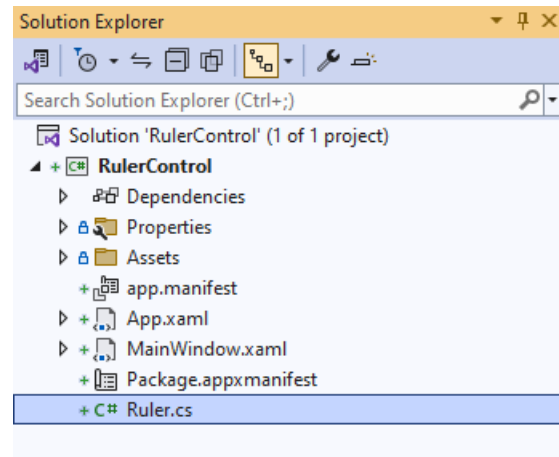 Solution Explorer
Search Solution Explorer (Ctrl+;)
Solution 'RulerControl' (1 of 1 project)
+ C# RulerControl
Dependencies
Properties
Assets
+ app.manifest
+ App.xaml
+ MainWindow.xaml
+ Package.appxmanifest
+ C# Ruler.cs